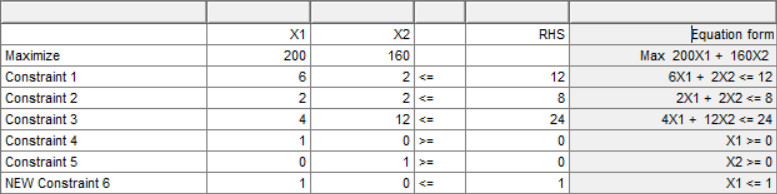 X1 X2 RHS Equation form
Maximize 200 160 Max 200X1 + 160X2
Constraint 1 6 2 <= 12 6X1 + 2X2 <= 12
Constraint 2 2 2 <= 8 2X1 + 2X2 <= 8
Constraint 3 4 12 <= 24 4X1 + 12X2 <= 24
Constraint 4 1 0 >= 0 X1 >= 0
Constraint 5 0 1 >= 0 X2 >= 0
NEW Constraint 6 1 0 <= 1 X1 <= 1